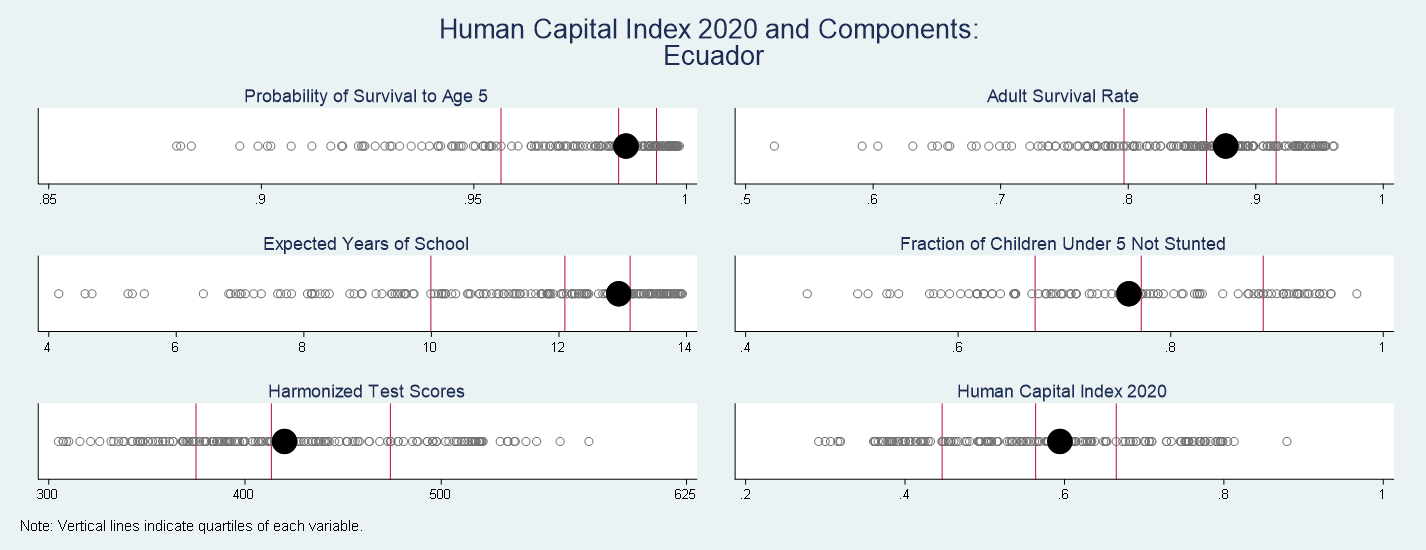 Human Capital Index 2020 and Components:
Ecuador
Probability of Survival to Age 5
.85 .9 .95 1
Adult Survival Rate
.5 .6 .7 .8 .9 1
Expected Years of School
4 6 8 10 12 14
Fraction of Children Under 5 Not Stunted
.4 .6 .8 1
Harmonized Test Scores
300 400 500 625
Human Capital Index 2020
.2 .4 .6 .8 1
Note: Vertical lines indicate quartiles of each variable.